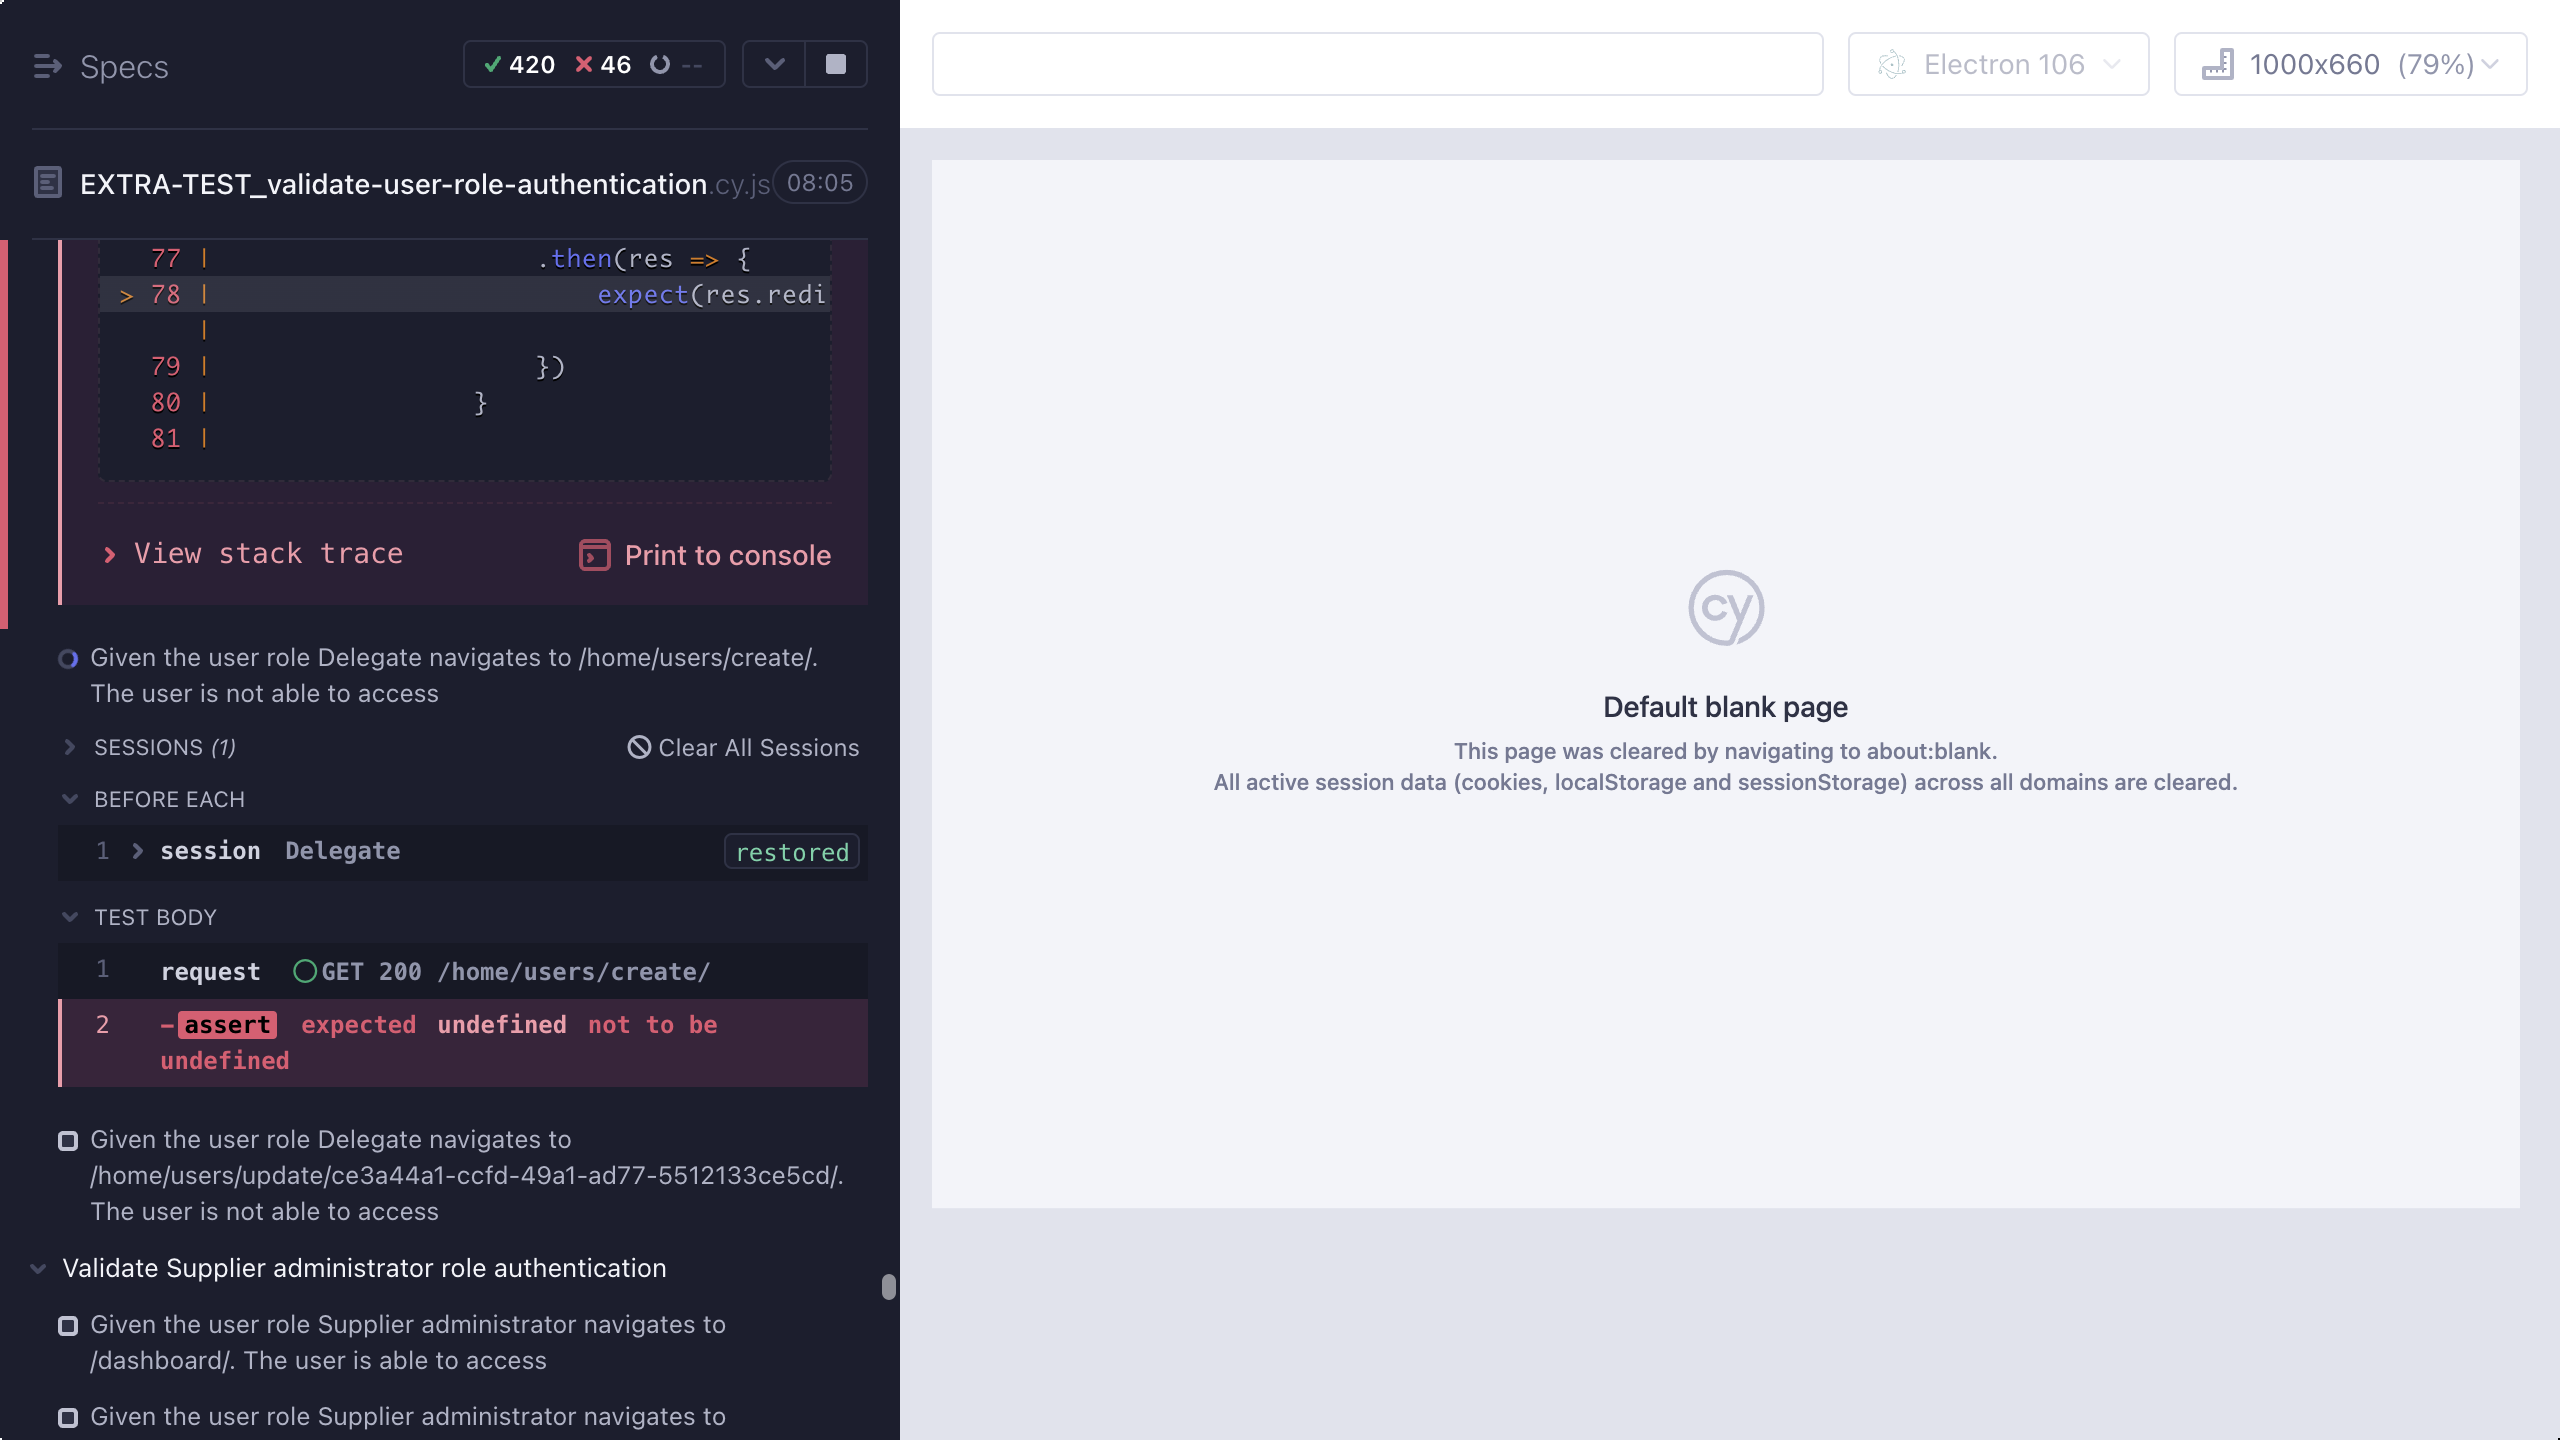 Specs
420 46 --
EXTRA-TEST_validate-user-role-authentication.cy.js 08:05
77 | .then(res => {
> 78 | expect(res.redi
|
79 | })
80 | }
81 |
View stack trace
Print to console
Given the user role Delegate navigates to /home/users/create/.
The user is not able to access
SESSIONS (1)
Clear All Sessions
BEFORE EACH
1 session Delegate restored
TEST BODY
1 request GET 200 /home/users/create/
2 -assert expected undefined not to be
undefined
Given the user role Delegate navigates to
/home/users/update/ce3a44a1-ccfd-49a1-ad77-5512133ce5cd/.
The user is not able to access
Validate Supplier administrator role authentication
Given the user role Supplier administrator navigates to
/dashboard/. The user is able to access
Given the user role Supplier administrator navigates to
Electron 106
1000x660 (79%)
cy
Default blank page
This page was cleared by navigating to about:blank.
All active session data (cookies, localStorage and sessionStorage) across all domains are cleared.